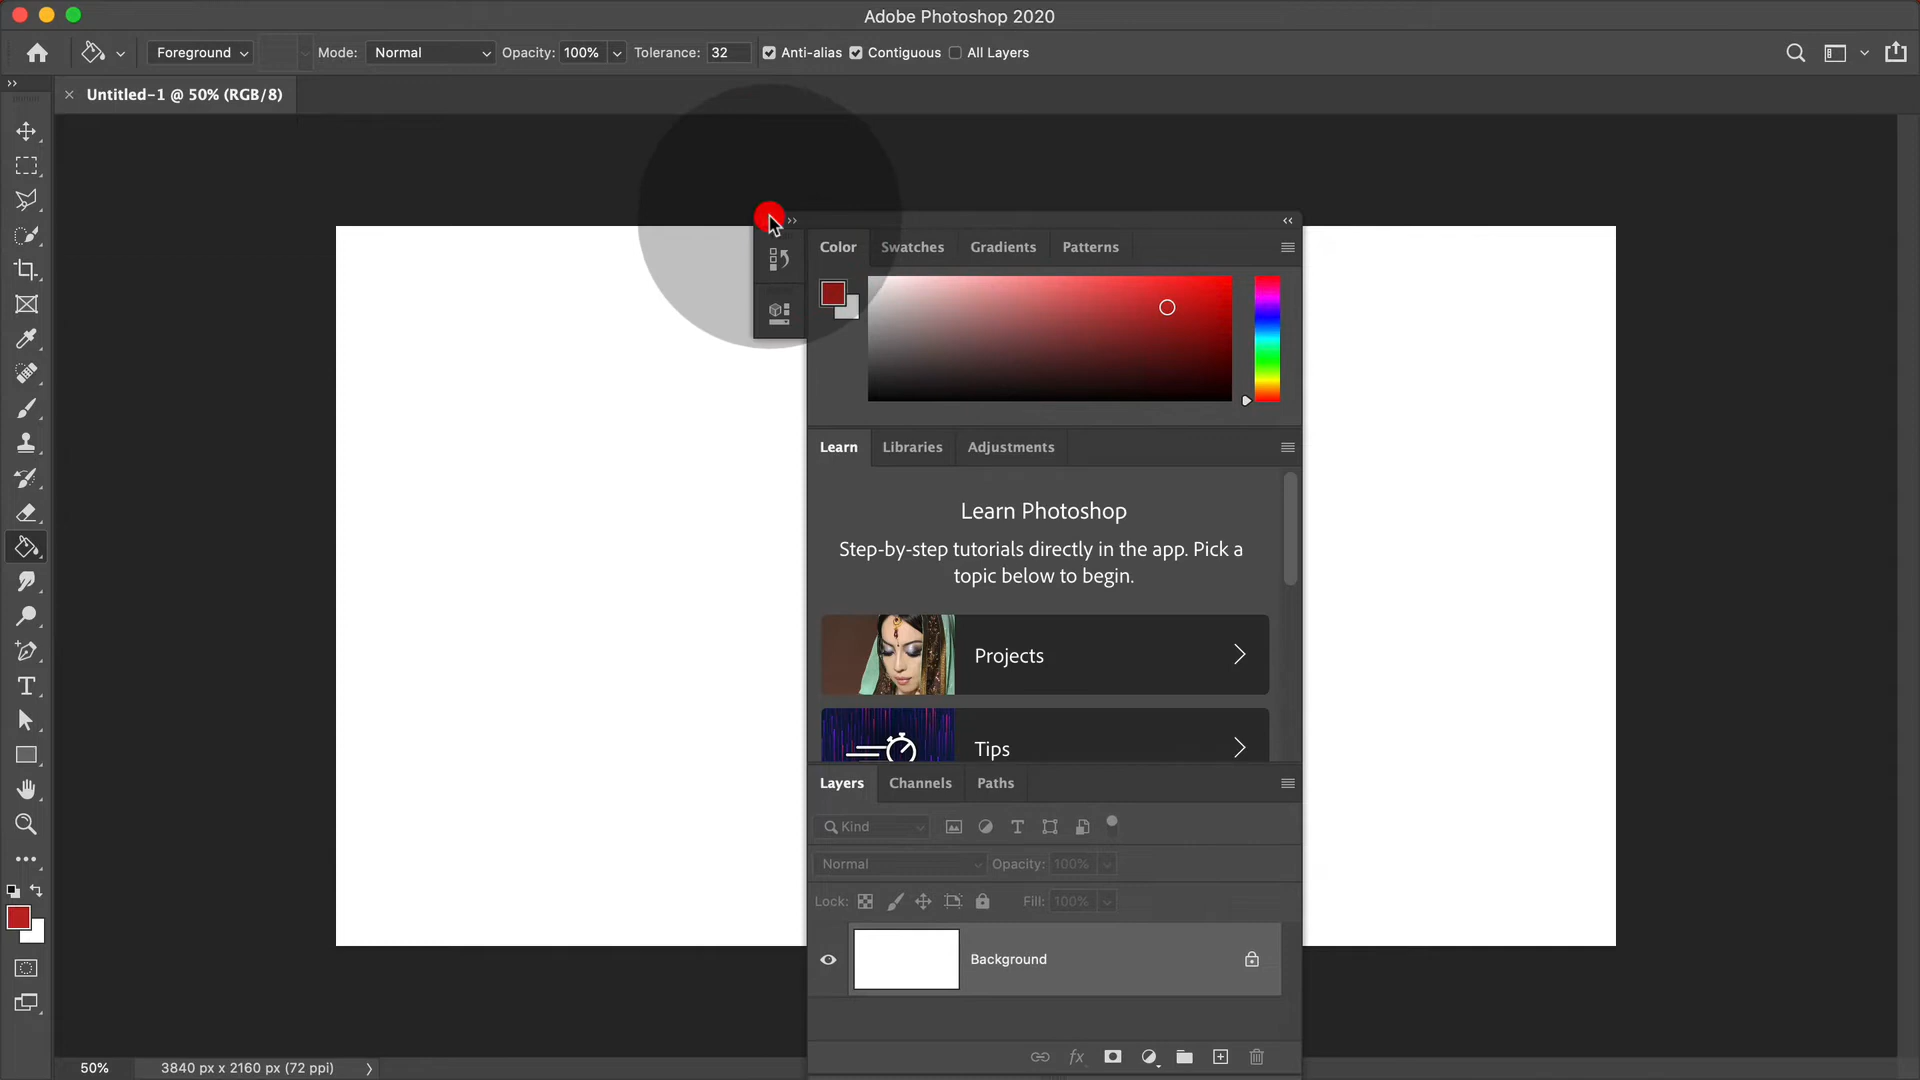 Adobe Photoshop 2020
Foreground
Mode: Normal
Opacity: 100%
Tolerance: 32
Anti-alias
Contiguous
All Layers
Untitled-1 @ 50% (RGB/8)
Color Swatches Gradients Patterns
Learn Libraries Adjustments
Learn Photoshop
Step-by-step tutorials directly in the app. Pick a
topic below to begin.
Projects
Tips
Layers Channels Paths
Kind
Normal Opacity: 100%
Lock: Fill: 100%
Background
fx
50% 3840 px x 2160 px (72 ppi)